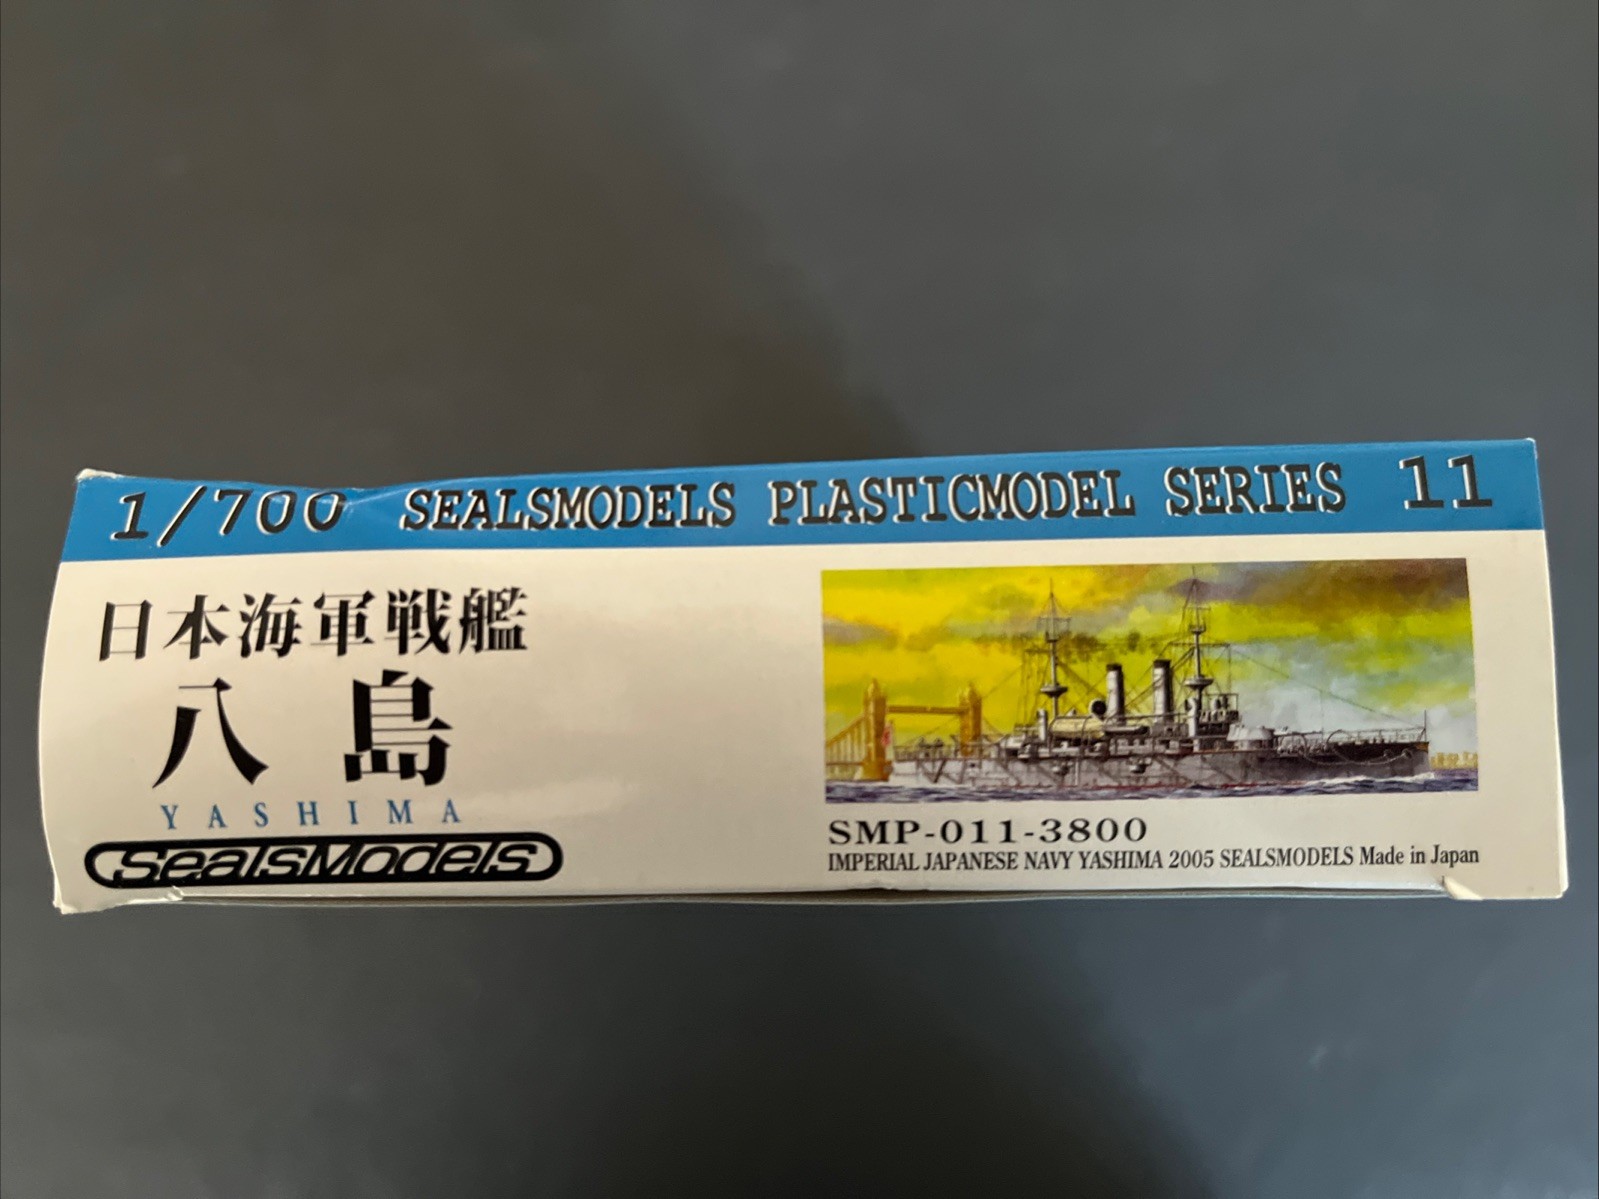 1/700 SEALSMODELS PLASTICMODEL SERIES 11
日本海軍戦艦
八島
YASHIMA
SealsModels
SMP-011-3800
IMPERIAL JAPANESE NAVY YASHIMA 2005 SEALSMODELS Made in Japan